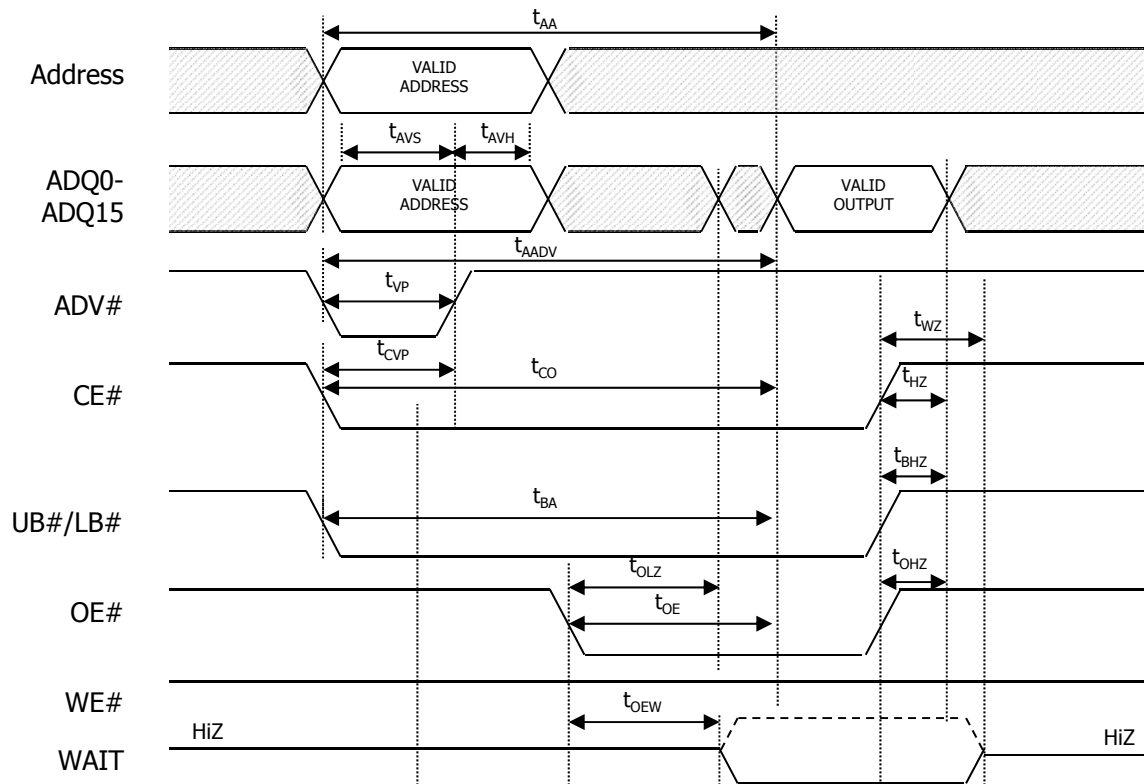 tAA
Address
VALID
ADDRESS
tAVS
tAVH
ADQ0-
ADQ15
VALID
ADDRESS
VALID
OUTPUT
tAADV
ADV#
tVP
tWZ
tCVP
tCO
CE#
tHZ
tBHZ
UB#/LB#
tBA
tOLZ
tOHZ
OE#
tOE
WE#
tOEW
HiZ
HiZ
WAIT